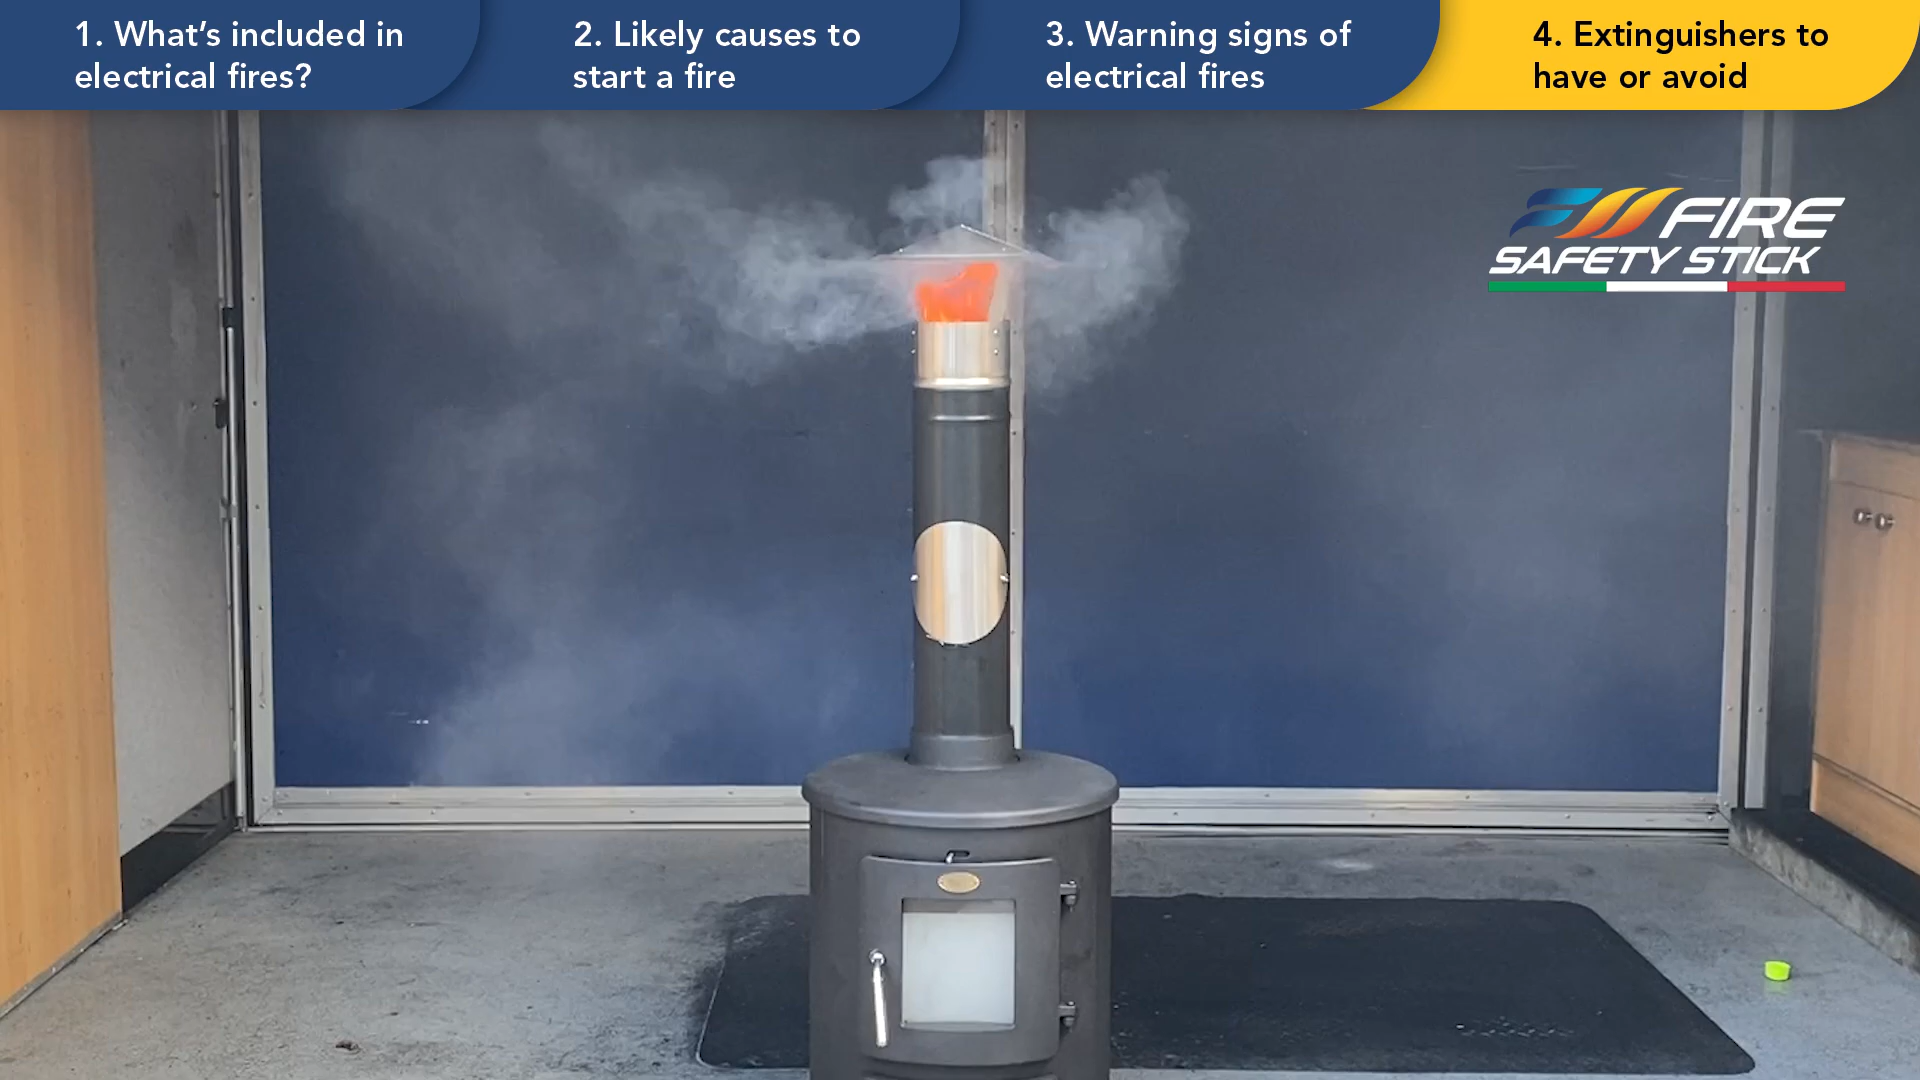 1. What's included in
electrical fires?
2. Likely causes to
start a fire
3. Warning signs of
electrical fires
4. Extinguishers to
have or avoid
FIRE
SAFETY STICK